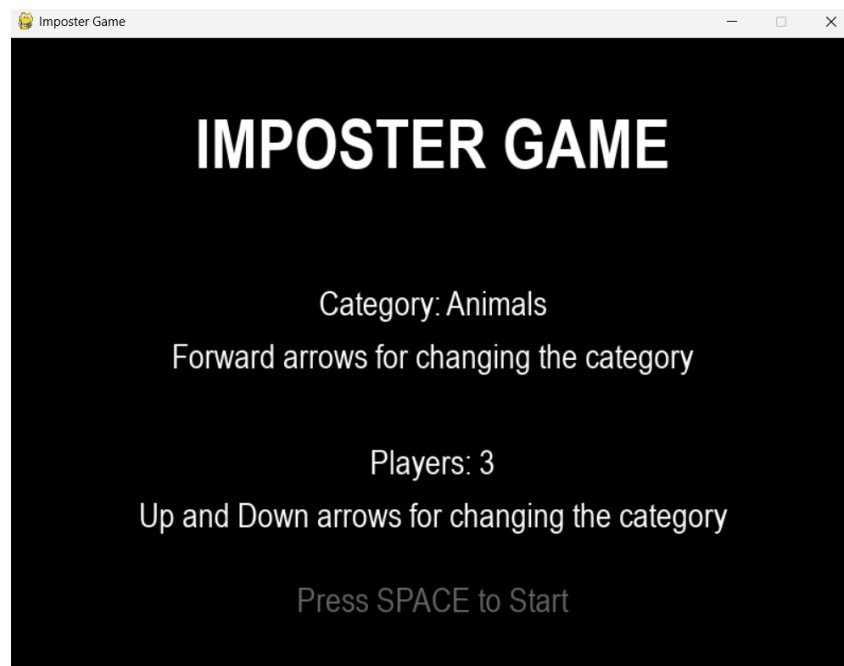 Imposter Game
IMPOSTER GAME
Category: Animals
Forward arrows for changing the category
Players: 3
Up and Down arrows for changing the category
Press SPACE to Start